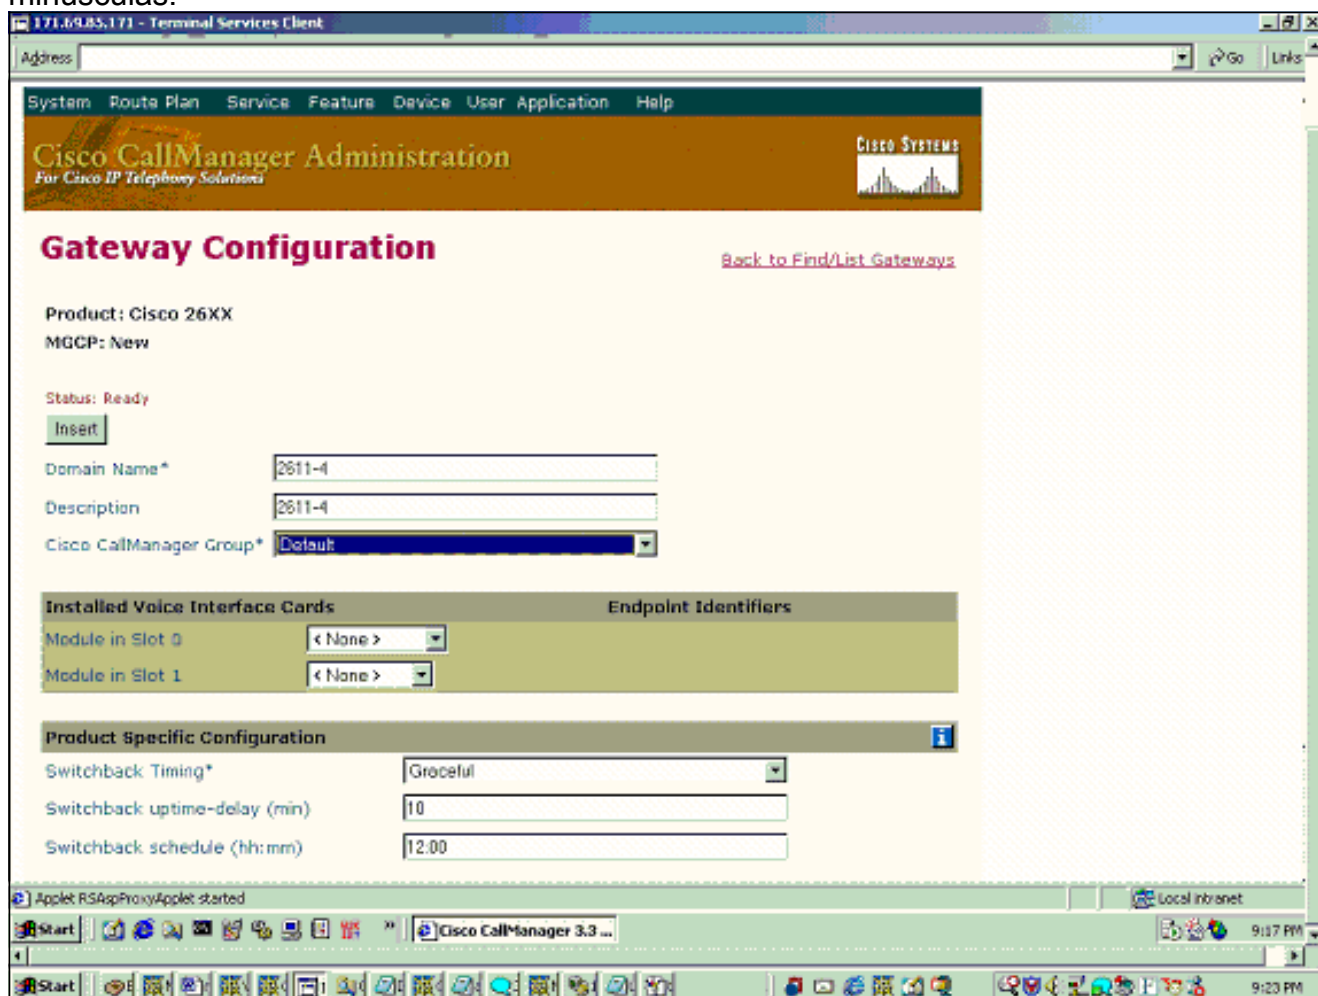 minúsculas.
171.69.85.171 - Terminal Services Client
Address
Go
Links
System Route Plan Service Feature Device User Application Help
Cisco CallManager Administration
For Cisco IP Telephony Solutions
CISCO SYSTEMS
Gateway Configuration
Back to Find/List Gateways
Product: Cisco 26XX
MGCP: New
Status: Ready
Insert
Domain Name* 2611-4
Description 2611-4
Cisco CallManager Group* Default
Installed Voice Interface Cards Endpoint Identifiers
Module in Slot 0 < None >
Module in Slot 1 < None >
Product Specific Configuration
Switchback Timing* Graceful
Switchback uptime-delay (min) 10
Switchback schedule (hh:mm) 12:00
Applet RSAspProxyApplet started
Local intranet
Start
Cisco CallManager 3.3 ...
9:17 PM
Start
9:23 PM